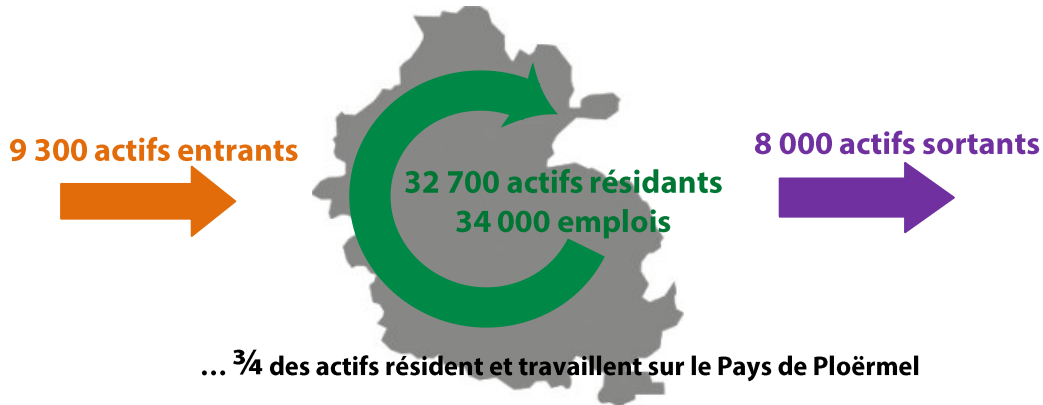 9 300 actifs entrants
8 000 actifs sortants
32 700 actifs résidants
34 000 emplois
... ¾ des actifs résident et travaillent sur le Pays de Ploërmel